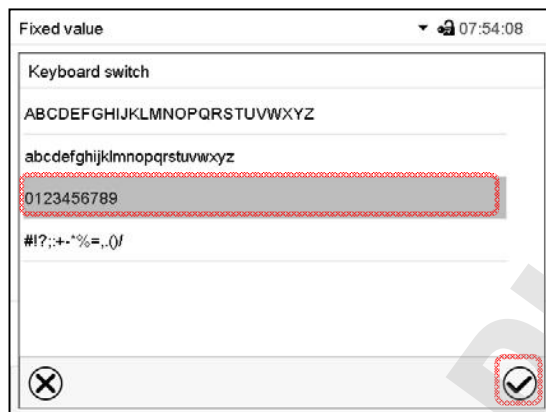 Fixed value 07:54:08
Keyboard switch
ABCDEFGHIJKLMNOPQRSTUVWXYZ
abcdefghijklmnopqrstuvwxyz
0123456789
#!?;:+-*%=,.()/